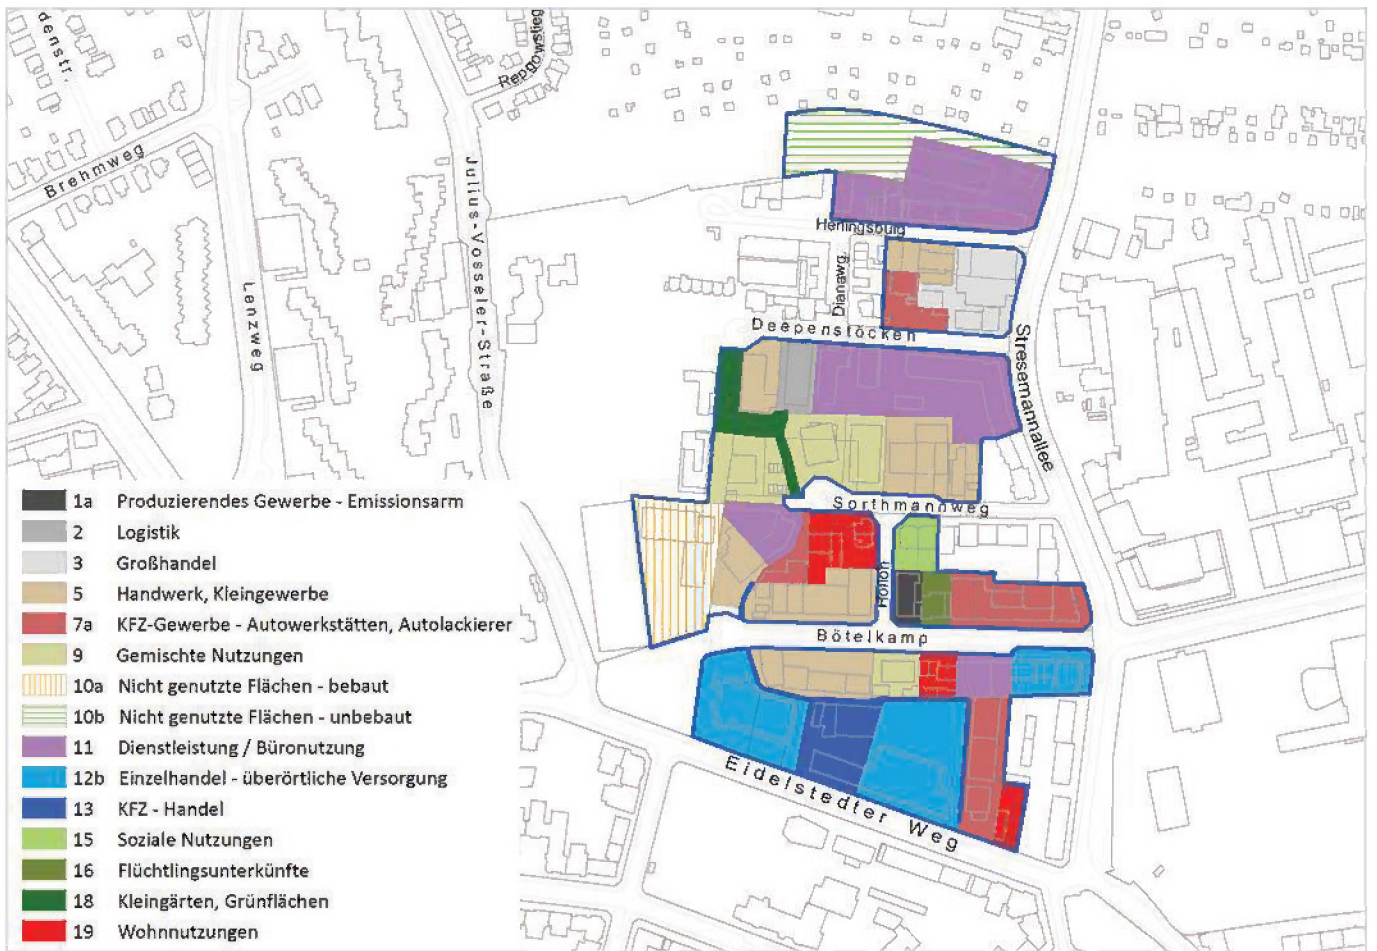 denstr.
Repgowstieg
Brehmweg
Julius-Vosseler-Straße
Lenzweg
Herlingsburg
Dianawg.
Deepenstöcken
Stresemannallee
Sorthmannweg
Bötelkamp
Eidelstedter Weg
1a Produzierendes Gewerbe - Emissionsarm
2 Logistik
3 Großhandel
5 Handwerk, Kleingewerbe
7a KFZ-Gewerbe - Autowerkstätten, Autolackierer
9 Gemischte Nutzungen
10a Nicht genutzte Flächen - bebaut
10b Nicht genutzte Flächen - unbebaut
11 Dienstleistung / Büronutzung
12b Einzelhandel - überörtliche Versorgung
13 KFZ - Handel
15 Soziale Nutzungen
16 Flüchtlingsunterkünfte
18 Kleingärten, Grünflächen
19 Wohnnutzungen